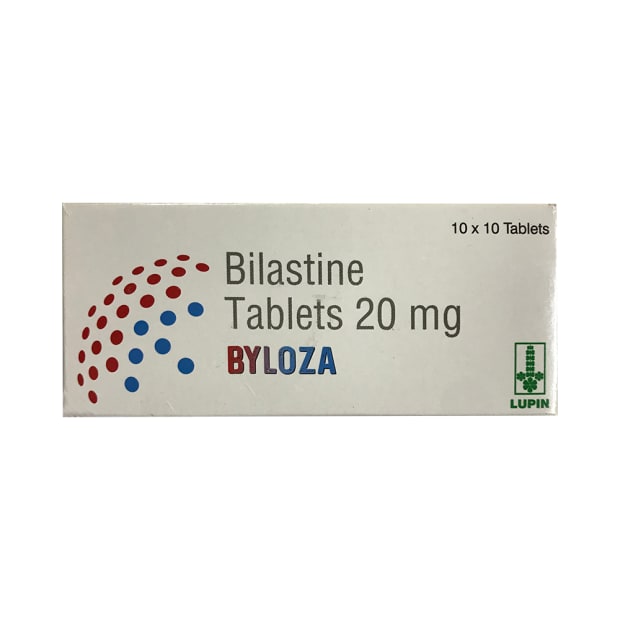 10 x 10 Tablets
Bilastine
Tablets 20 mg
BYLOZA
LUPIN